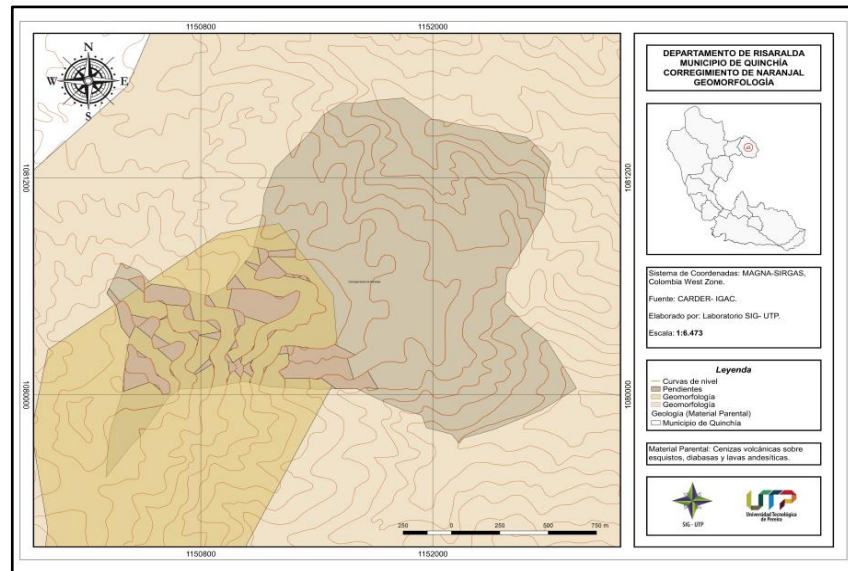 1150800
1152000
N
W
E
S
1081200
1081200
1080000
1080000
250
0
250
500
750 m
1150800
1152000
DEPARTAMENTO DE RISARALDA
MUNICIPIO DE QUINCHÍA
CORREGIMIENTO DE NARANJAL
GEOMORFOLOGÍA
Sistema de Coordenadas: MAGNA-SIRGAS,
Colombia West Zone.
Fuente: CARDER- IGAC.
Elaborado por: Laboratorio SIG- UTP.
Escala: 1:6.473
Leyenda
Curvas de nivel
Pendientes
Geomorfología
Geomorfología
Geología (Material Parental)
Municipio de Quinchía
Material Parental: Cenizas volcánicas sobre
esquistos, diabasas y lavas andesíticas.
SIG - UTP
UTP
Universidad Tecnológica
de Pereira